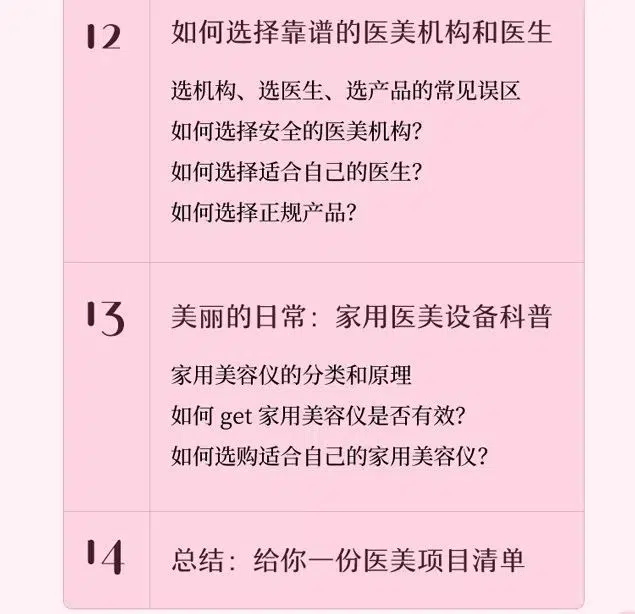 12
如何选择靠谱的医美机构和医生
选机构、选医生、选产品的常见误区
如何选择安全的医美机构?
如何选择适合自己的医生?
如何选择正规产品?
13
美丽的日常：家用医美设备科普
家用美容仪的分类和原理
如何 get 家用美容仪是否有效?
如何选购适合自己的家用美容仪?
14
总结：给你一份医美项目清单